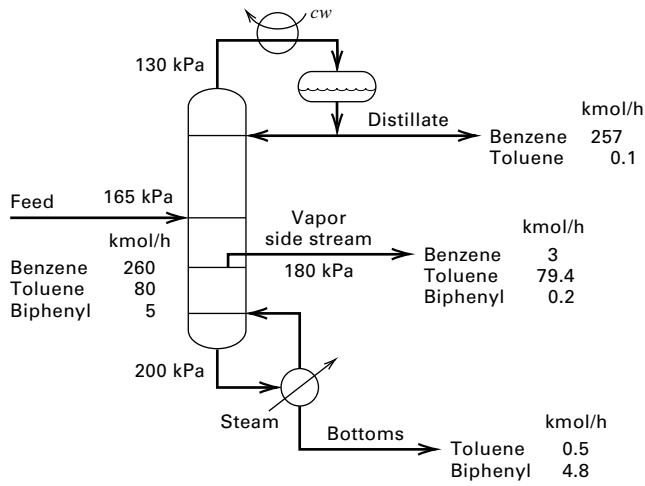 cw
130 kPa
kmol/h
Distillate
Benzene 257
Toluene 0.1
Feed
165 kPa
kmol/h
Benzene 260
Toluene 80
Biphenyl 5
Vapor
side stream
180 kPa
kmol/h
Benzene 3
Toluene 79.4
Biphenyl 0.2
200 kPa
Steam
Bottoms
kmol/h
Toluene 0.5
Biphenyl 4.8